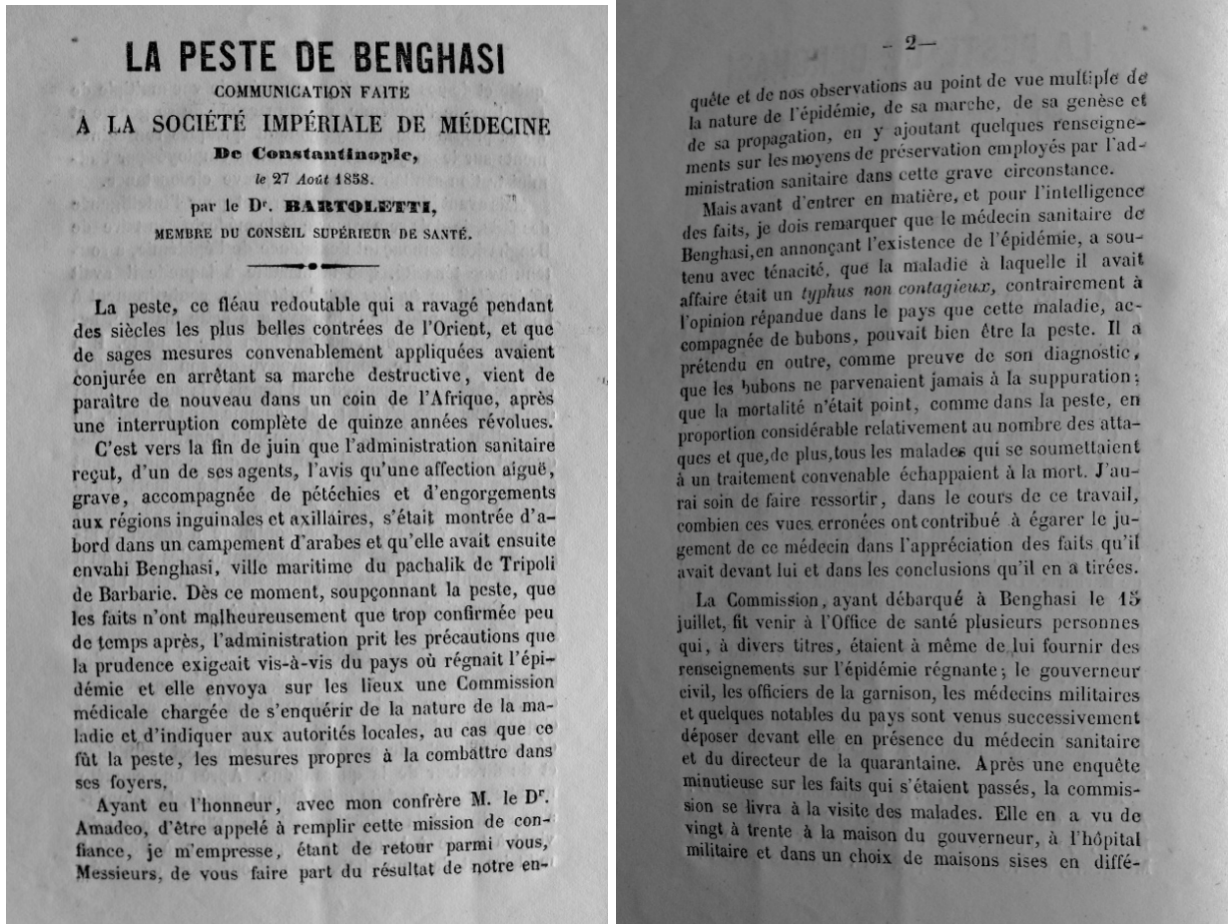 LA PESTE DE BENGHASI
COMMUNICATION FAITE
A LA SOCIÉTÉ IMPÉRIALE DE MÉDECINE
De Constantinople,
le 27 Août 1858.
par le Dr. BARTOLETTI,
MEMBRE DU CONSEIL SUPÉRIEUR DE SANTÉ.
La peste, ce fléau redoutable qui a ravagé pendant
des siècles les plus belles contrées de l'Orient, et que
de sages mesures convenablement appliquées avaient
conjurée en arrêtant sa marche destructive, vient de
paraître de nouveau dans un coin de l'Afrique, après
une interruption complète de quinze années révolues.
C'est vers la fin de juin que l'administration sanitaire
reçut, d'un de ses agents, l'avis qu'une affection aiguë,
grave, accompagnée de pétéchies et d'engorgements
aux régions inguinales et axillaires, s'était montrée d'a-
bord dans un campement d'arabes et qu'elle avait ensuite
envahi Benghasi, ville maritime du pachalik de Tripoli
de Barbarie. Dès ce moment, soupçonnant la peste, que
les faits n'ont malheureusement que trop confirmée peu
de temps après, l'administration prit les précautions que
la prudence exigeait vis-à-vis du pays où régnait l'épi-
démie et elle envoya sur les lieux une Commission
médicale chargée de s'enquérir de la nature de la ma-
ladie et d'indiquer aux autorités locales, au cas que ce
fût la peste, les mesures propres à la combattre dans
ses foyers.
Ayant eu l'honneur, avec mon confrère M. le Dr.
Amadeo, d'être appelé à remplir cette mission de con-
fiance, je m'empresse, étant de retour parmi vous,
Messieurs, de vous faire part du résultat de notre en-
- 2 -
quête et de nos observations au point de vue multiple de
la nature de l'épidémie, de sa marche, de sa genèse et
de sa propagation, en y ajoutant quelques renseigne-
ments sur les moyens de préservation employés par l'ad-
ministration sanitaire dans cette grave circonstance.
Mais avant d'entrer en matière, et pour l'intelligence
des faits, je dois remarquer que le médecin sanitaire de
Benghasi, en annonçant l'existence de l'épidémie, a sou-
tenu avec ténacité, que la maladie à laquelle il avait
affaire était un typhus non contagieux, contrairement à
l'opinion répandue dans le pays que cette maladie, ac-
compagnée de bubons, pouvait bien être la peste. Il a
prétendu en outre, comme preuve de son diagnostic,
que les bubons ne parvenaient jamais à la suppuration;
que la mortalité n'était point, comme dans la peste, en
proportion considérable relativement au nombre des atta-
ques et que, de plus, tous les malades qui se soumettaient
à un traitement convenable échappaient à la mort. J'au-
rai soin de faire ressortir, dans le cours de ce travail,
combien ces vues erronées ont contribué à égarer le ju-
gement de ce médecin dans l'appréciation des faits qu'il
avait devant lui et dans les conclusions qu'il en a tirées.
La Commission, ayant débarqué à Benghasi le 15
juillet, fit venir à l'Office de santé plusieurs personnes
qui, à divers titres, étaient à même de lui fournir des
renseignements sur l'épidémie régnante; le gouverneur
civil, les officiers de la garnison, les médecins militaires
et quelques notables du pays sont venus successivement
déposer devant elle en présence du médecin sanitaire
et du directeur de la quarantaine. Après une enquête
minutieuse sur les faits qui s'étaient passés, la commis-
sion se livra à la visite des malades. Elle en a vu de
vingt à trente à la maison du gouverneur, à l'hôpital
militaire et dans un choix de maisons sises en diffé-